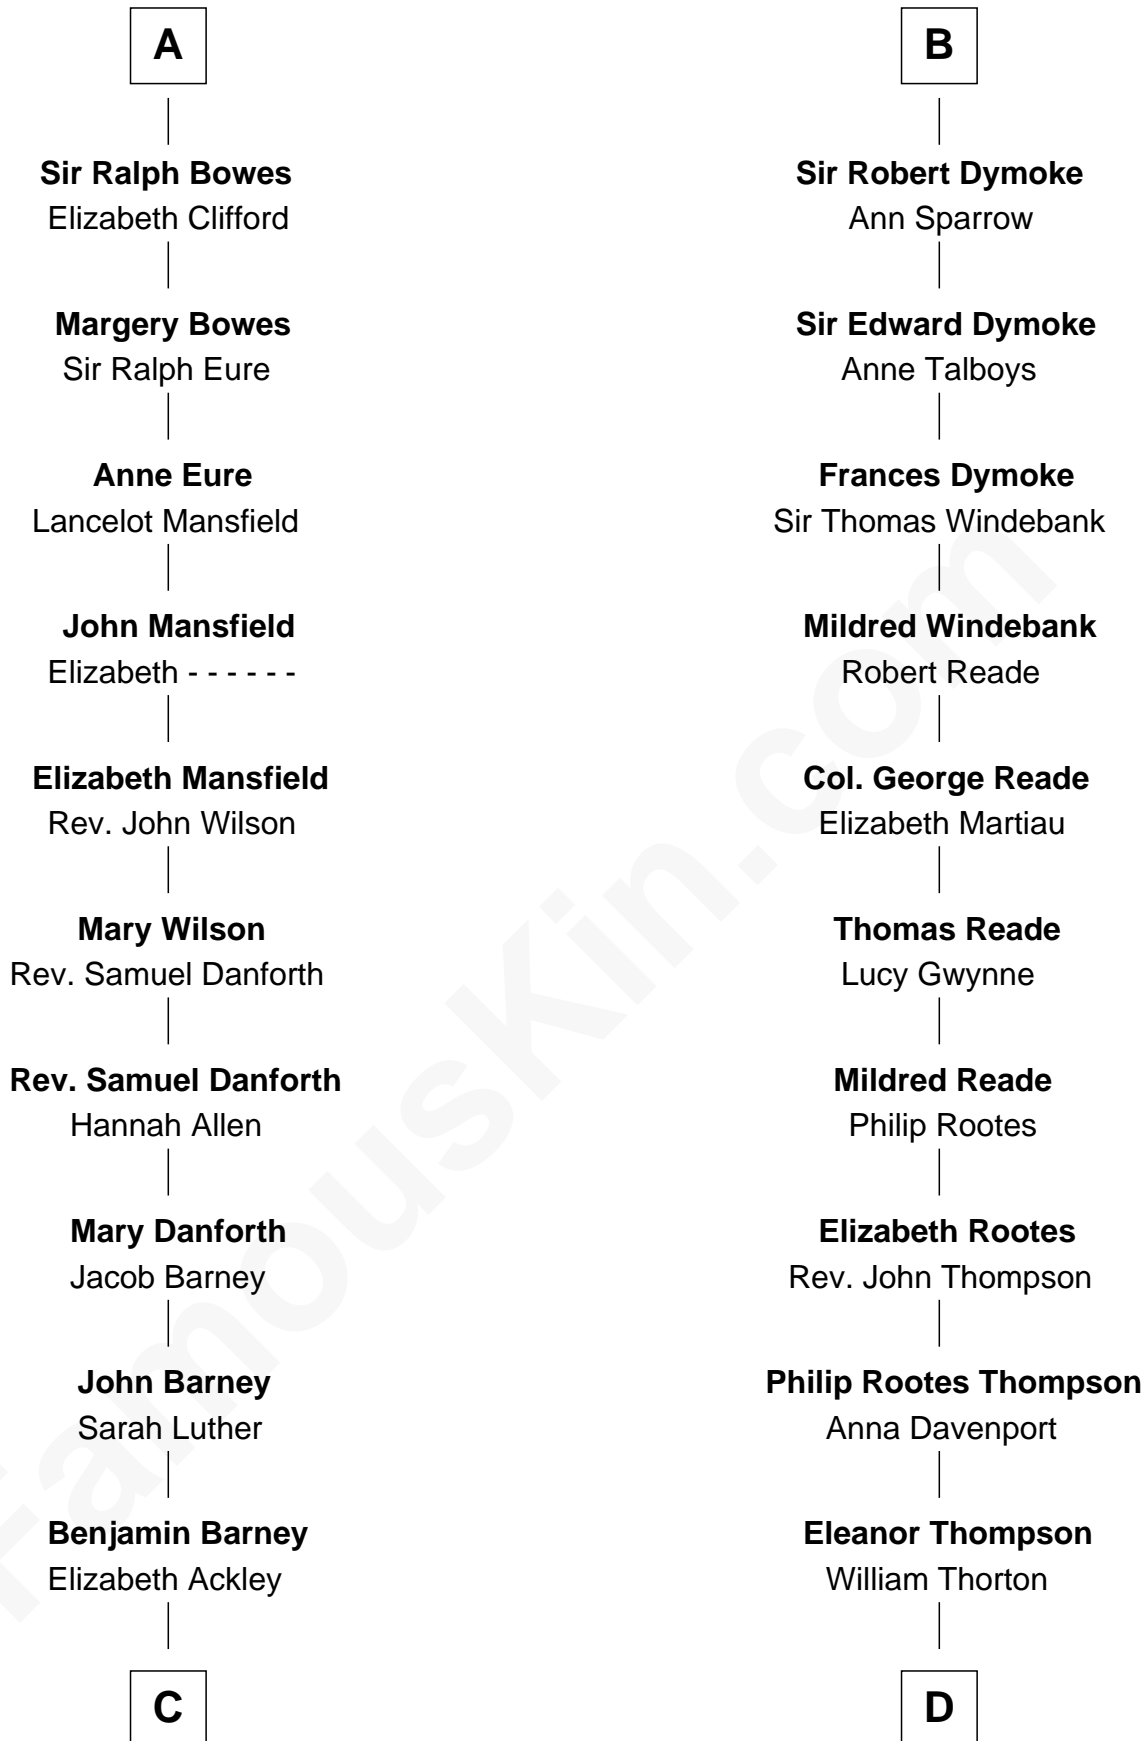 A
Sir Ralph Bowes
Elizabeth Clifford
Margery Bowes
Sir Ralph Eure
Anne Eure
Lancelot Mansfield
John Mansfield
Elizabeth - - - - - -
Elizabeth Mansfield
Rev. John Wilson
Mary Wilson
Rev. Samuel Danforth
Rev. Samuel Danforth
Hannah Allen
Mary Danforth
Jacob Barney
John Barney
Sarah Luther
Benjamin Barney
Elizabeth Ackley
C
B
Sir Robert Dymoke
Ann Sparrow
Sir Edward Dymoke
Anne Talboys
Frances Dymoke
Sir Thomas Windebank
Mildred Windebank
Robert Reade
Col. George Reade
Elizabeth Martiau
Thomas Reade
Lucy Gwynne
Mildred Reade
Philip Rootes
Elizabeth Rootes
Rev. John Thompson
Philip Rootes Thompson
Anna Davenport
Eleanor Thompson
William Thorton
D
FamousKin.com